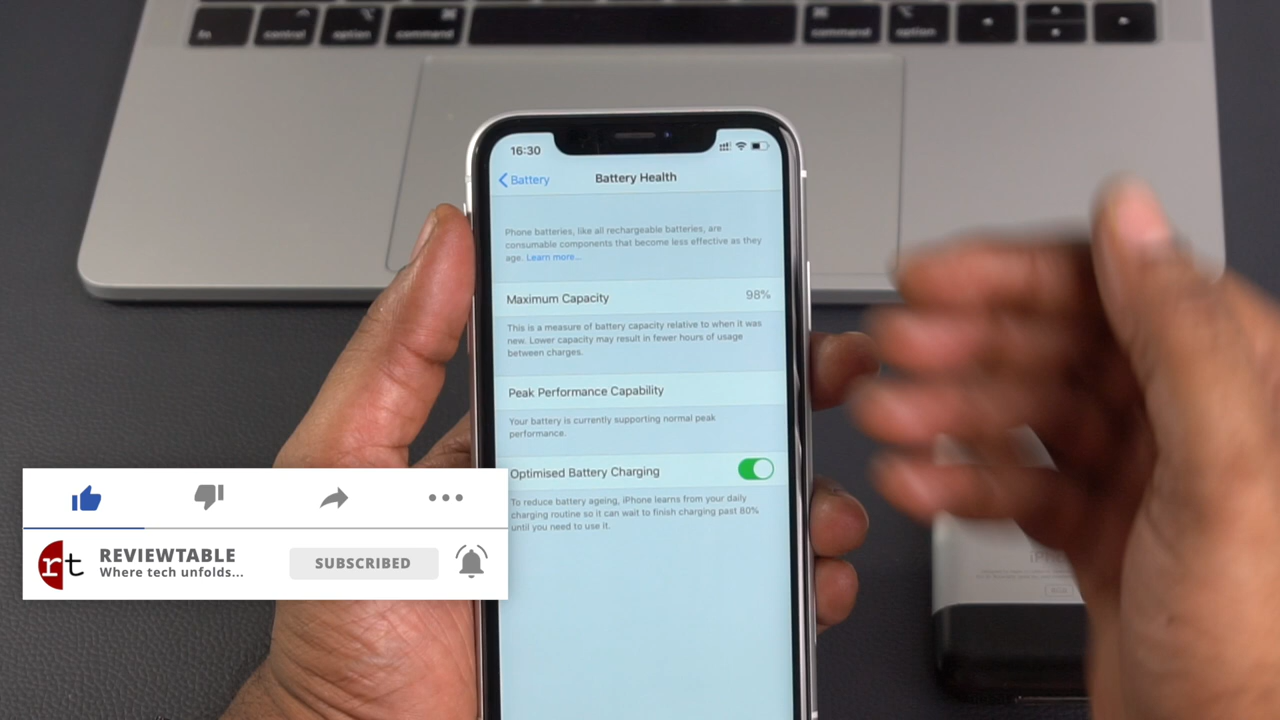 fn control option command command option
16:30
Battery Battery Health
Phone batteries, like all rechargeable batteries, are
consumable components that become less effective as they
age. Learn more...
Maximum Capacity 98%
This is a measure of battery capacity relative to when it was
new. Lower capacity may result in fewer hours of usage
between charges.
Peak Performance Capability
Your battery is currently supporting normal peak
performance.
Optimised Battery Charging
To reduce battery ageing, iPhone learns from your daily
charging routine so it can wait to finish charging past 80%
until you need to use it.
rt REVIEWTABLE SUBSCRIBED
Where tech unfolds...